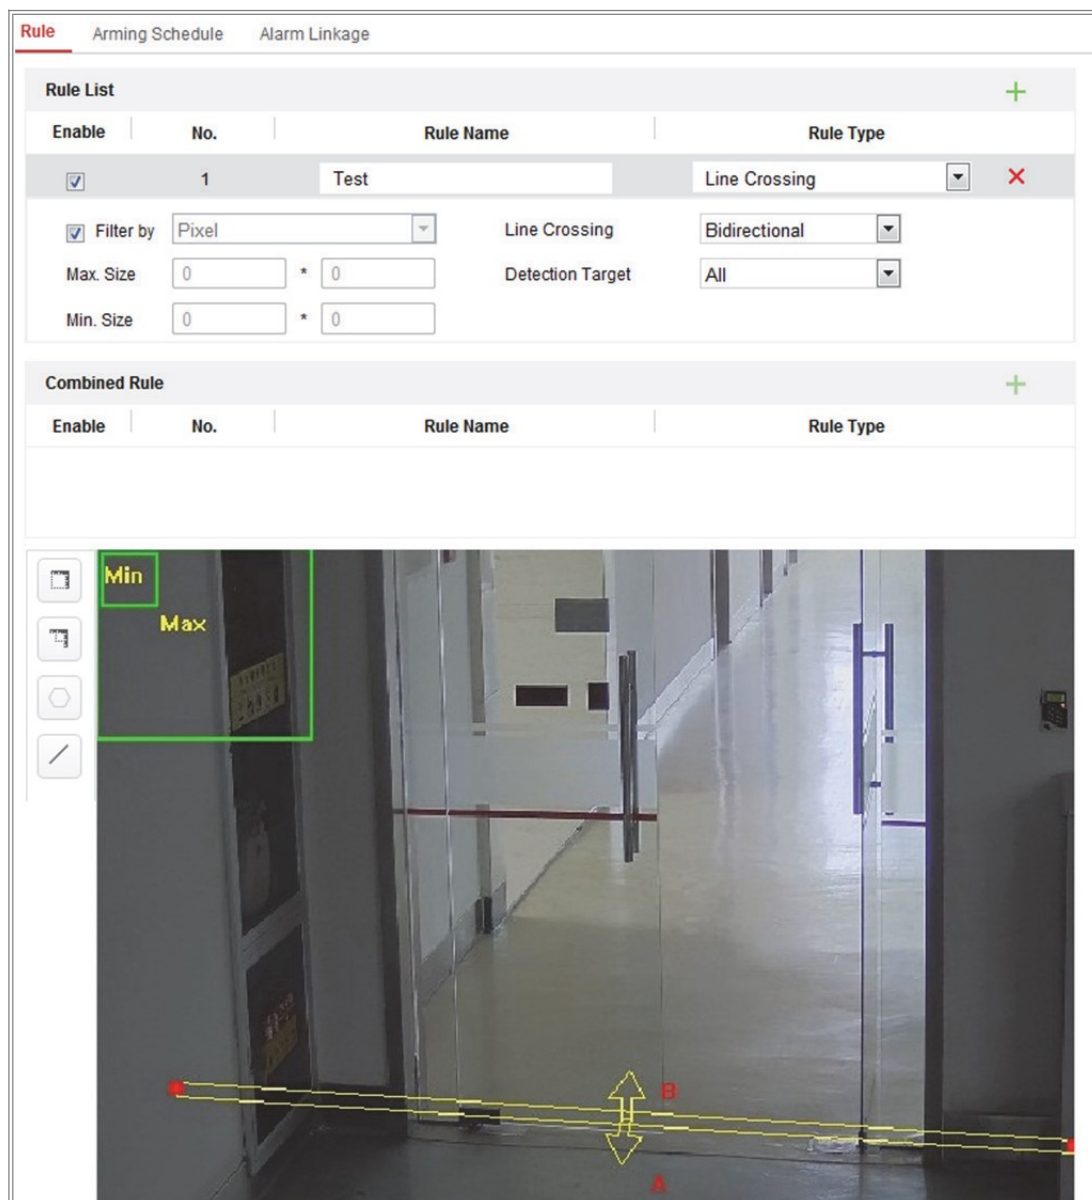 Rule Arming Schedule Alarm Linkage
Rule List
Enable No. Rule Name Rule Type
1 Test Line Crossing
Filter by Pixel Line Crossing Bidirectional
Max. Size 0 * 0 Detection Target All
Min. Size 0 * 0
Combined Rule
Enable No. Rule Name Rule Type
Min
Max
B
A